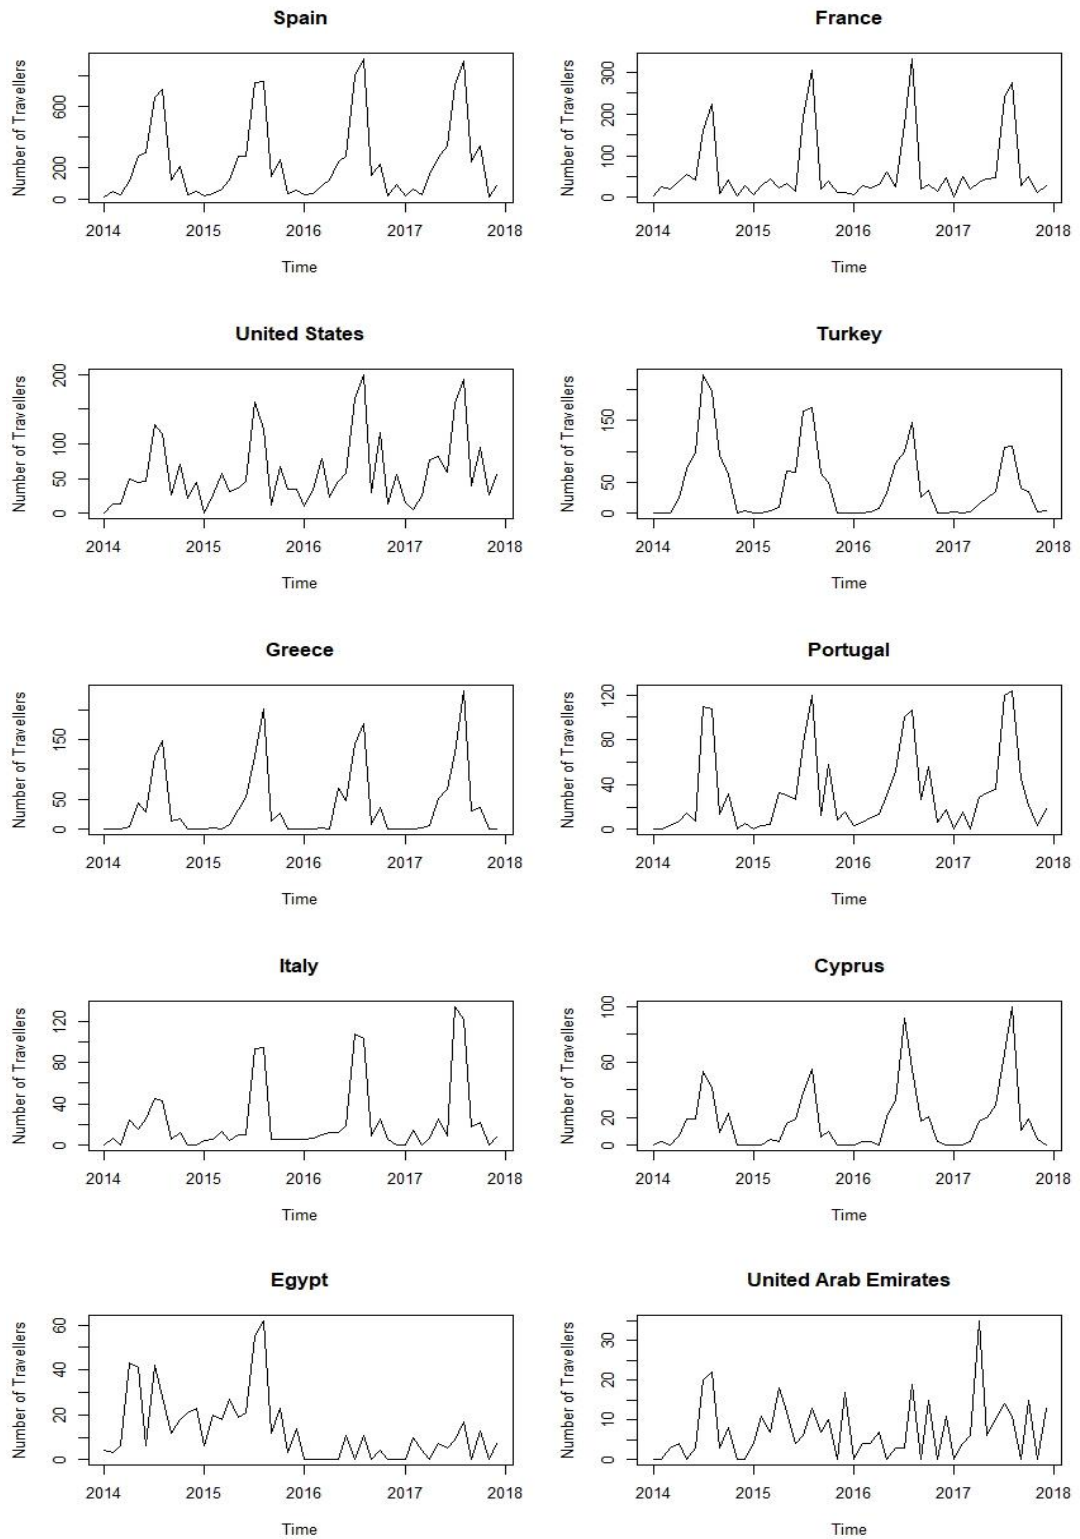 Spain
Number of Travellers
600
200
0
2014 2015 2016 2017 2018
Time
France
Number of Travellers
300
200
100
0
2014 2015 2016 2017 2018
Time
United States
Number of Travellers
200
100
50
0
2014 2015 2016 2017 2018
Time
Turkey
Number of Travellers
150
50
0
2014 2015 2016 2017 2018
Time
Greece
Number of Travellers
150
50
0
2014 2015 2016 2017 2018
Time
Portugal
Number of Travellers
120
80
40
0
2014 2015 2016 2017 2018
Time
Italy
Number of Travellers
120
80
40
0
2014 2015 2016 2017 2018
Time
Cyprus
Number of Travellers
100
60
20
0
2014 2015 2016 2017 2018
Time
Egypt
Number of Travellers
60
40
20
0
2014 2015 2016 2017 2018
Time
United Arab Emirates
Number of Travellers
30
20
10
0
2014 2015 2016 2017 2018
Time